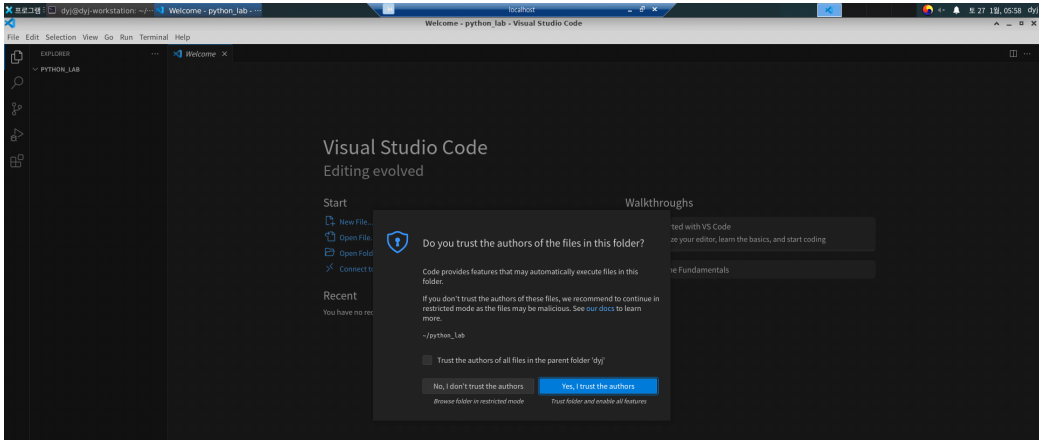 프로그램
dyj@dyj-workstation: ~/···
Welcome - python_lab - ···
localhost
토 27 1월, 05:58 dyj
Welcome - python_lab - Visual Studio Code
File Edit Selection View Go Run Terminal Help
EXPLORER
Welcome
PYTHON_LAB
Visual Studio Code
Editing evolved
Start
Walkthroughs
New File...
ted with VS Code
Open File.
ze your editor, learn the basics, and start coding
Open Fold
Connect to
e Fundamentals
Recent
You have no rec
Do you trust the authors of the files in this folder?
Code provides features that may automatically execute files in this
folder.
If you don't trust the authors of these files, we recommend to continue in
restricted mode as the files may be malicious. See our docs to learn
more.
~/python_lab
Trust the authors of all files in the parent folder 'dyj'
No, I don't trust the authors
Yes, I trust the authors
Browse folder in restricted mode
Trust folder and enable all features